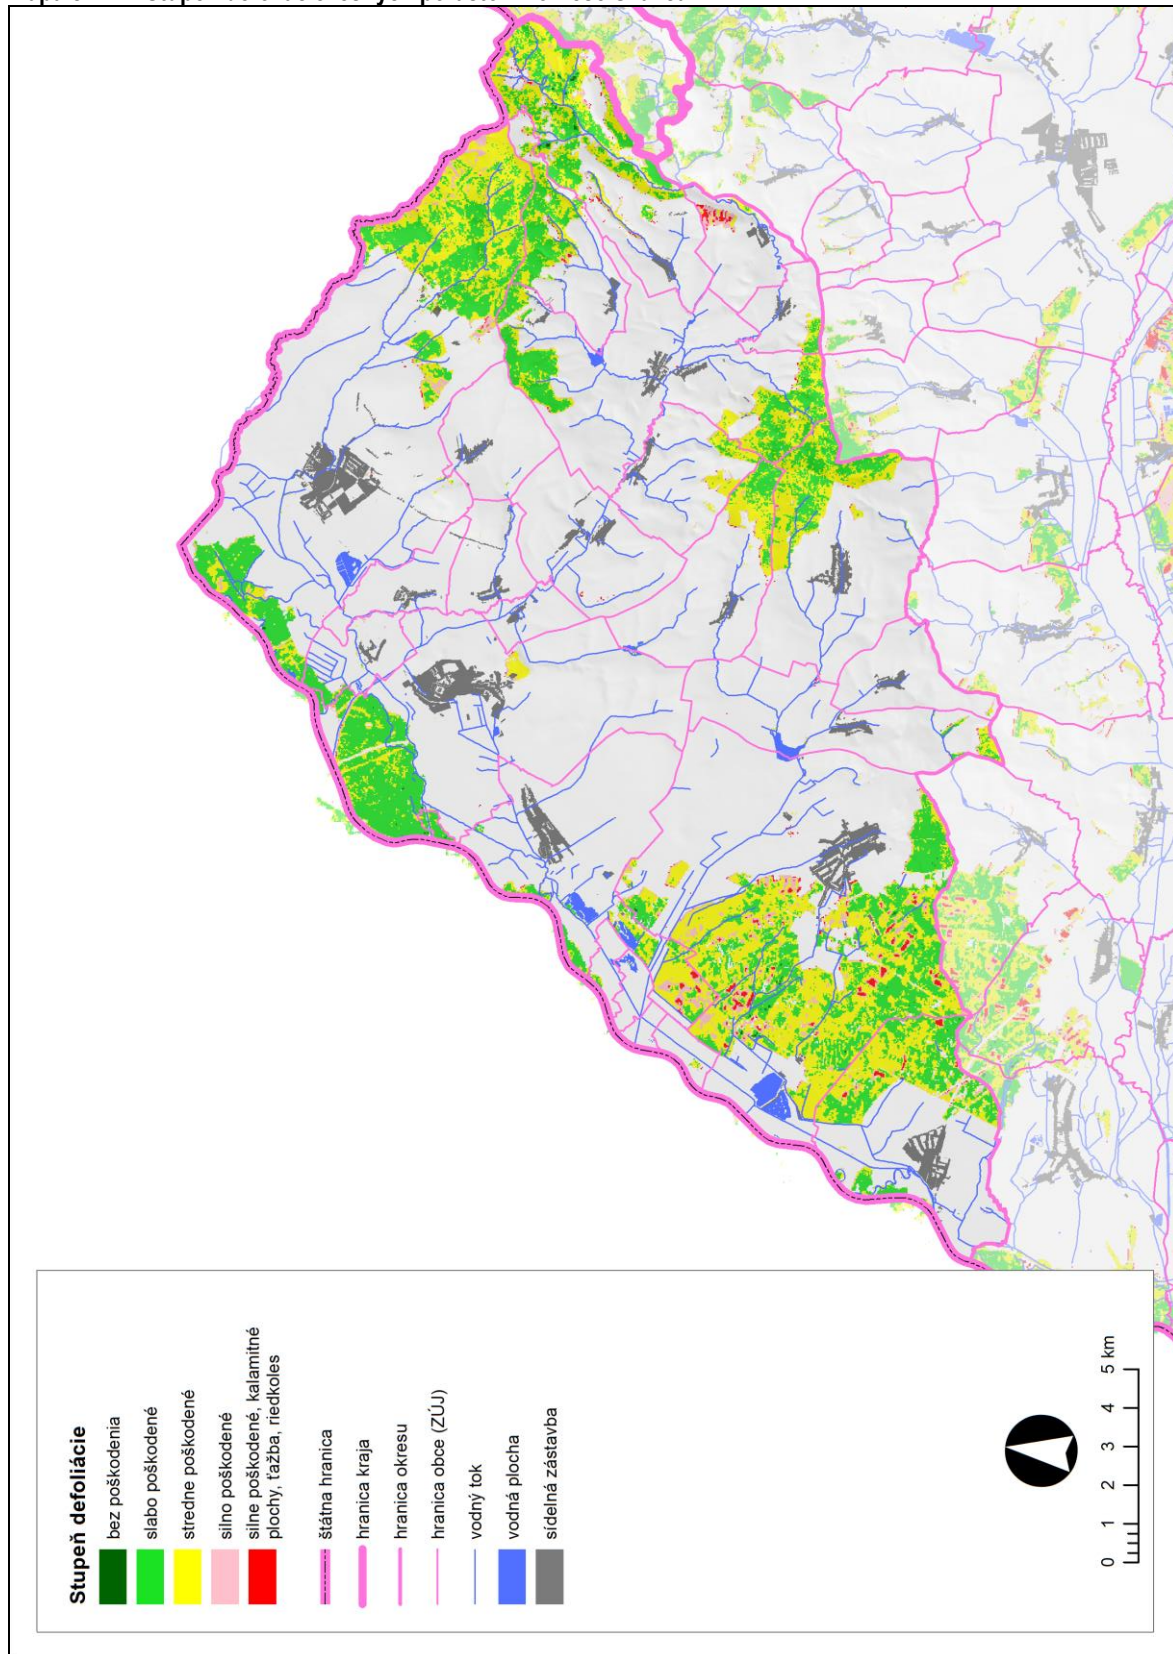 Stupeň defoliácie
bez poškodenia
slabo poškodené
stredne poškodené
silno poškodené
silne poškodené, kalamitné
plochy, ťažba, riedkoles
štátna hranica
hranica kraja
hranica okresu
hranica obce (ZÚJ)
vodný tok
vodná plocha
sídelná zástavba
0 1 2 3 4 5 km